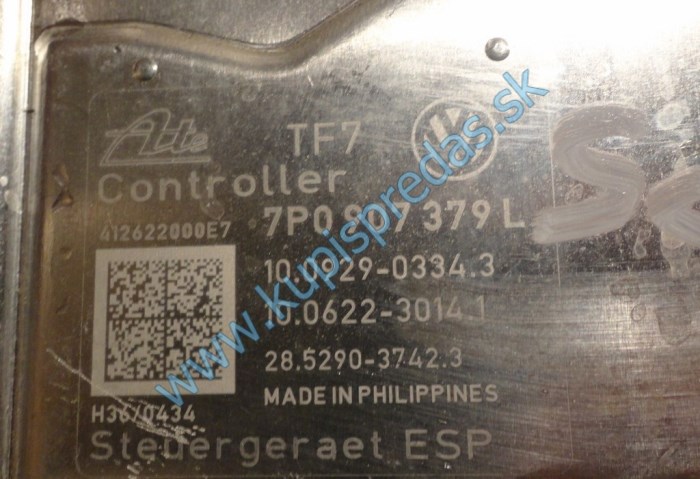 Ate TF7
Controller
412622000E7 7P0 907 379 L
10.0929-0334.3
10.0622-3014.1
28.5290-3742.3
MADE IN PHILIPPINES
H36/0434
Steuergeraet ESP
www.kupispredas.sk